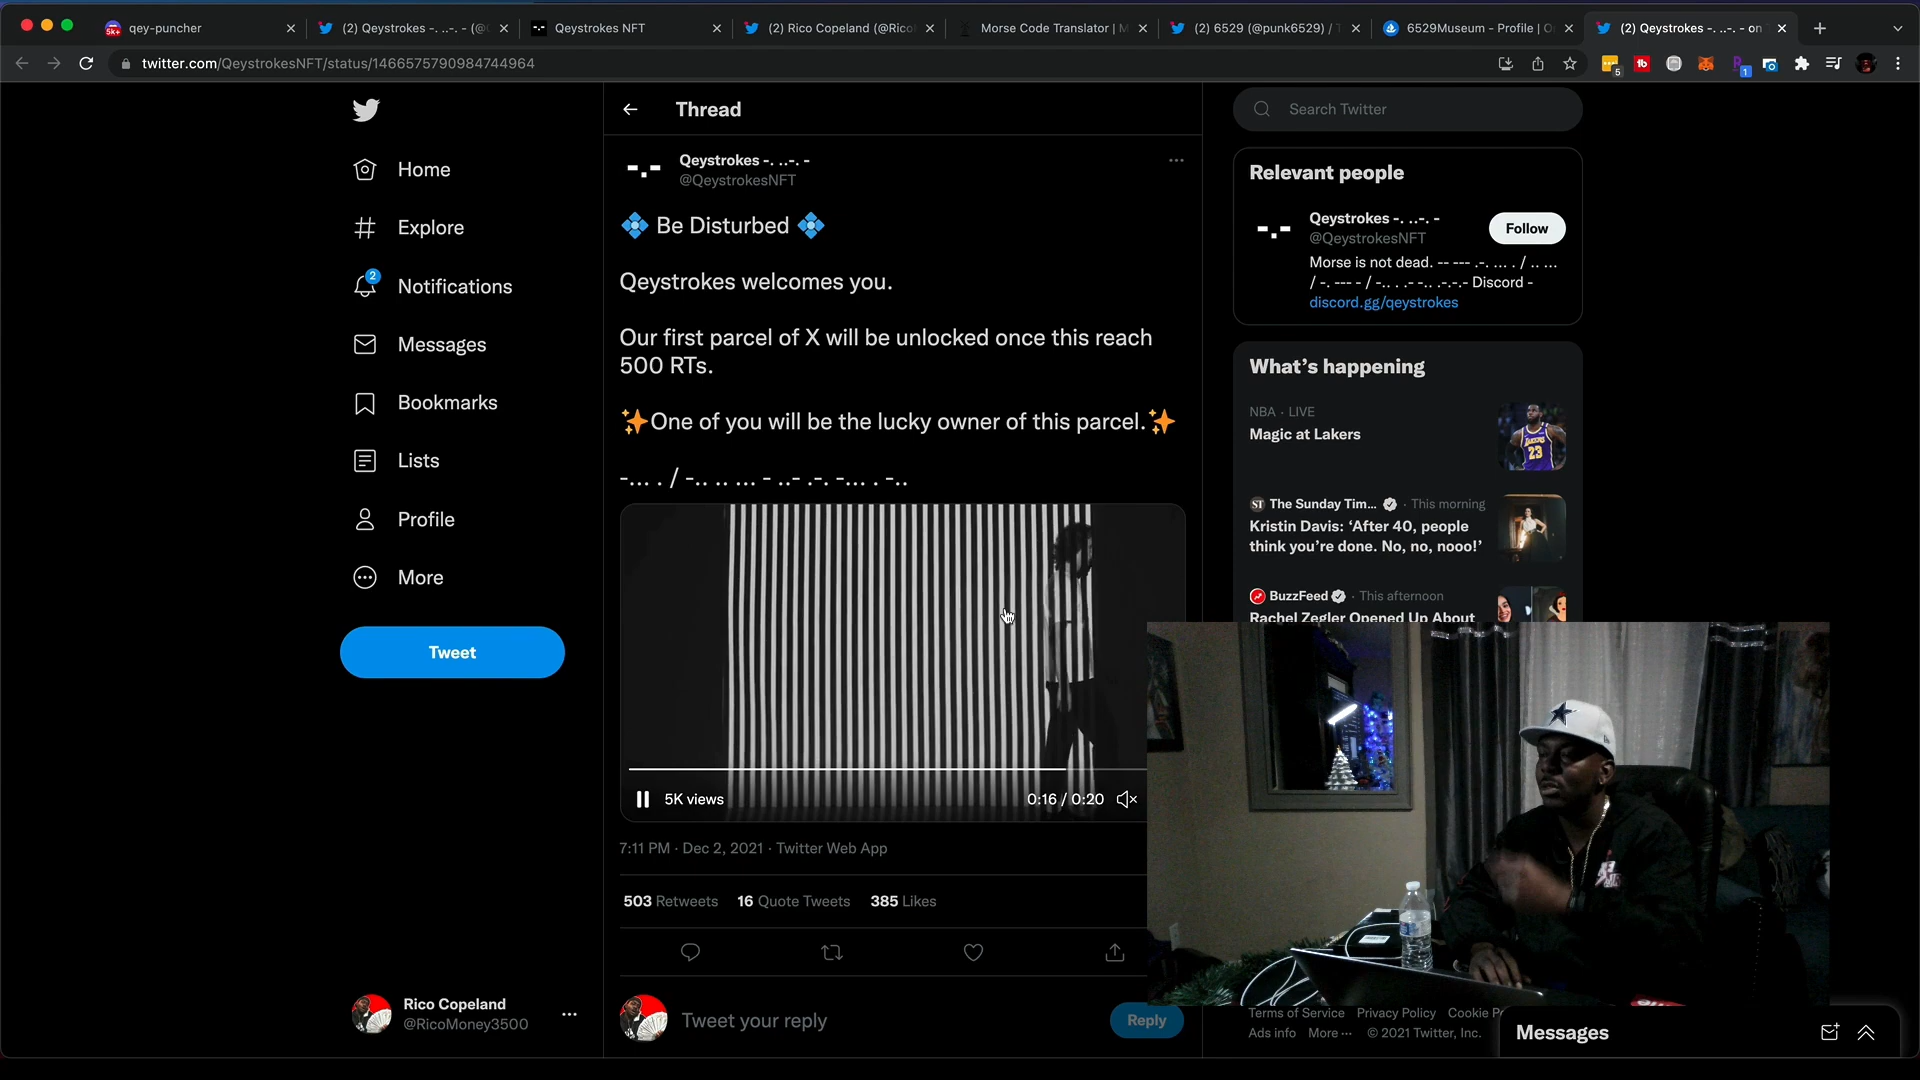 qey-puncher
(2) Qeystrokes -. ..-. - (@Q
Qeystrokes NFT
(2) Rico Copeland (@Rico
Morse Code Translator | M
(2) 6529 (@punk6529) / T
6529Museum - Profile | O
(2) Qeystrokes -. ..-. - on
twitter.com/QeystrokesNFT/status/1466575790984744964
Home
Explore
2
Notifications
Messages
Bookmarks
Lists
Profile
More
Tweet
Rico Copeland
@RicoMoney3500
Thread
Qeystrokes -. ..-. -
@QeystrokesNFT
💠 Be Disturbed 💠
Qeystrokes welcomes you.
Our first parcel of X will be unlocked once this reach
500 RTs.
✨One of you will be the lucky owner of this parcel.✨
-... . / -.. .. ... - ..- .-. -... . -..
5K views
0:16 / 0:20
7:11 PM · Dec 2, 2021 · Twitter Web App
503 Retweets 16 Quote Tweets 385 Likes
Tweet your reply
Reply
Search Twitter
Relevant people
Qeystrokes -. ..-. -
@QeystrokesNFT
Follow
Morse is not dead. -- --- .-. ... . / .. ...
/ -. --- - / -.. . .- -.. .-.-.- Discord -
discord.gg/qeystrokes
What's happening
NBA · LIVE
Magic at Lakers
The Sunday Tim... · This morning
Kristin Davis: ‘After 40, people
think you’re done. No, no, nooo!’
BuzzFeed · This afternoon
Rachel Zegler Opened Up About
Terms of Service Privacy Policy Cookie Po
Ads info More ··· © 2021 Twitter, Inc.
Messages